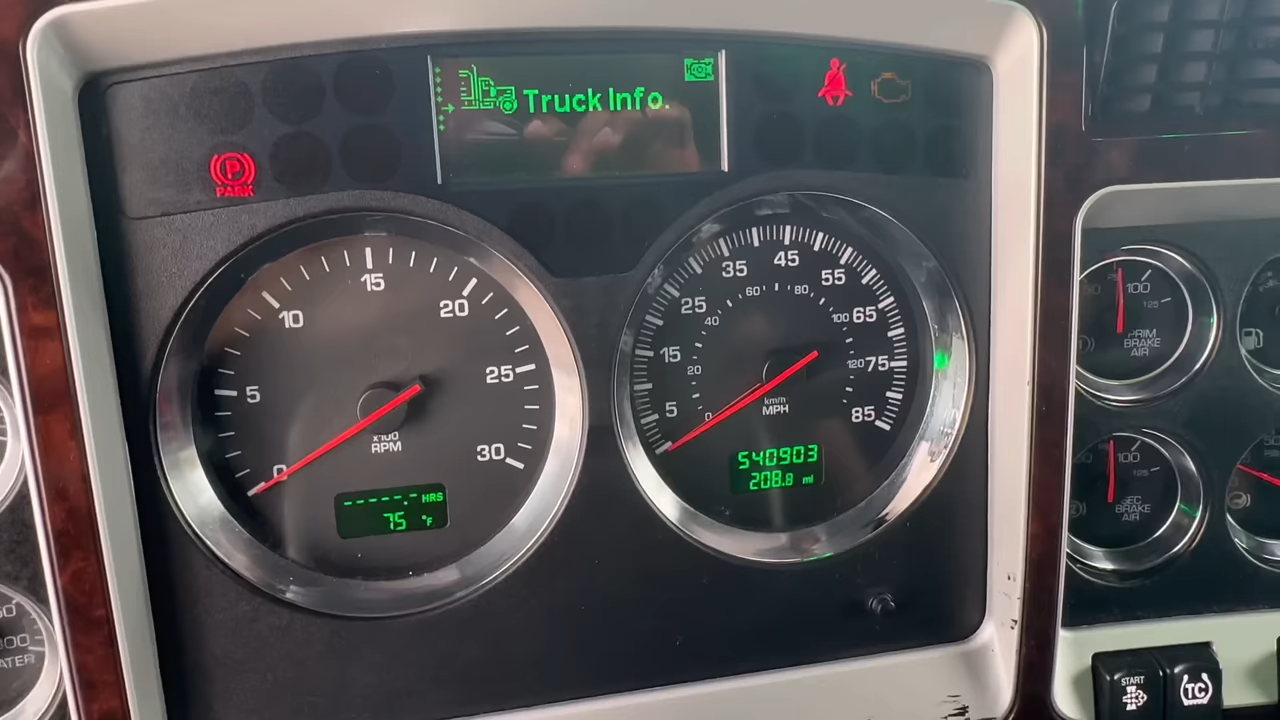 Truck Info.
P
PARK
0
5
10
15
20
25
30
x100
RPM
------ HRS
75 °F
5
15
25
35
45
55
65
75
85
0
20
40
60
80
100
120
km/h
MPH
540903
208.8 mi
100
125
PRIM
BRAKE
AIR
100
125
SEC
BRAKE
AIR
START
TC